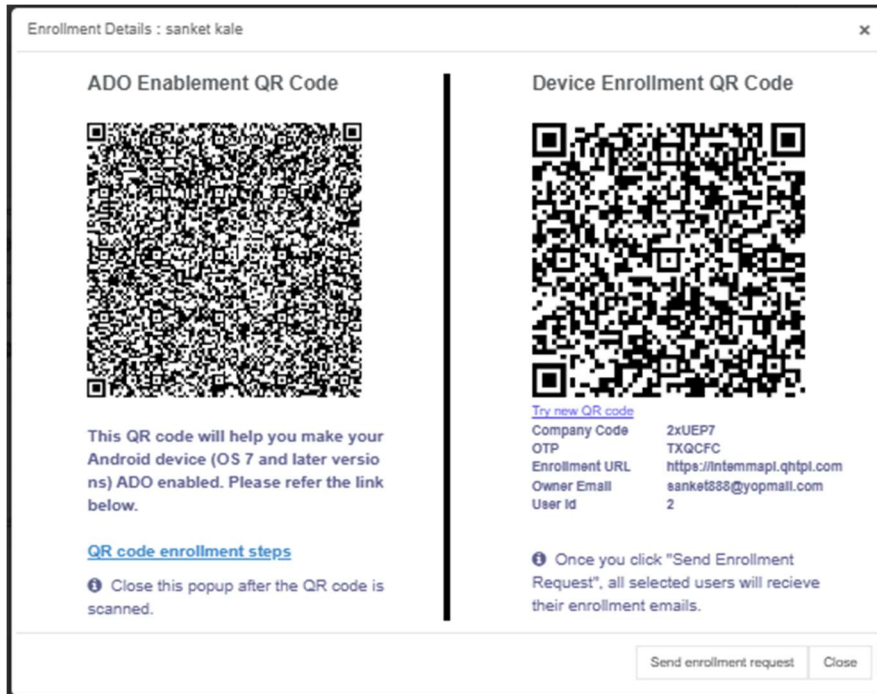 Enrollment Details : sanket kale
×
ADO Enablement QR Code
This QR code will help you make your
Android device (OS 7 and later versio
ns) ADO enabled. Please refer the link
below.
QR code enrollment steps
Close this popup after the QR code is
scanned.
Device Enrollment QR Code
Try new QR code
Company Code 2xUEP7
OTP TXQCFC
Enrollment URL https://intemmapi.qhtpl.com
Owner Email sanket888@yopmail.com
User Id 2
Once you click "Send Enrollment
Request", all selected users will recieve
their enrollment emails.
Send enrollment request
Close